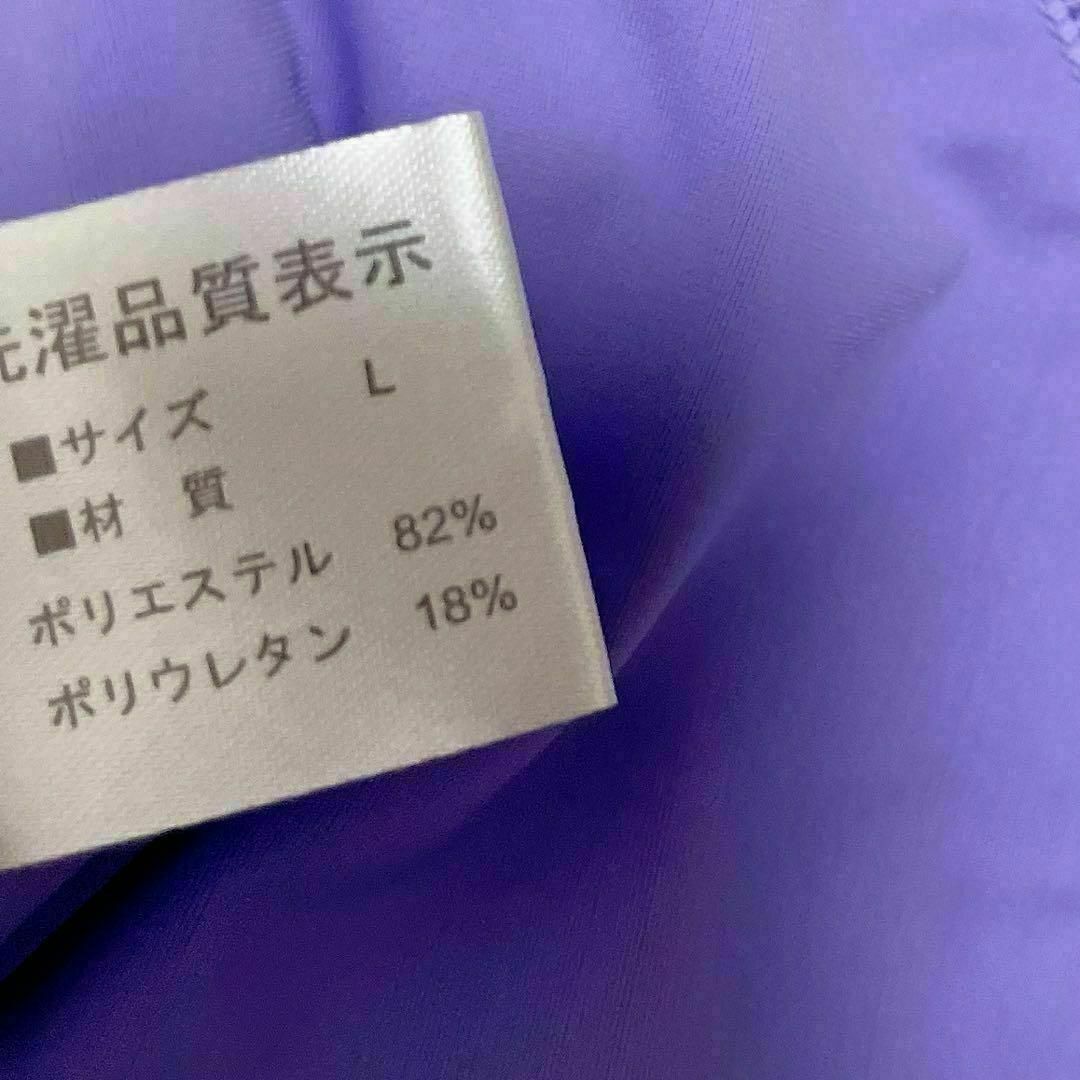 洗濯品質表示
■サイズ L
■材 質
ポリエステル 82%
ポリウレタン 18%